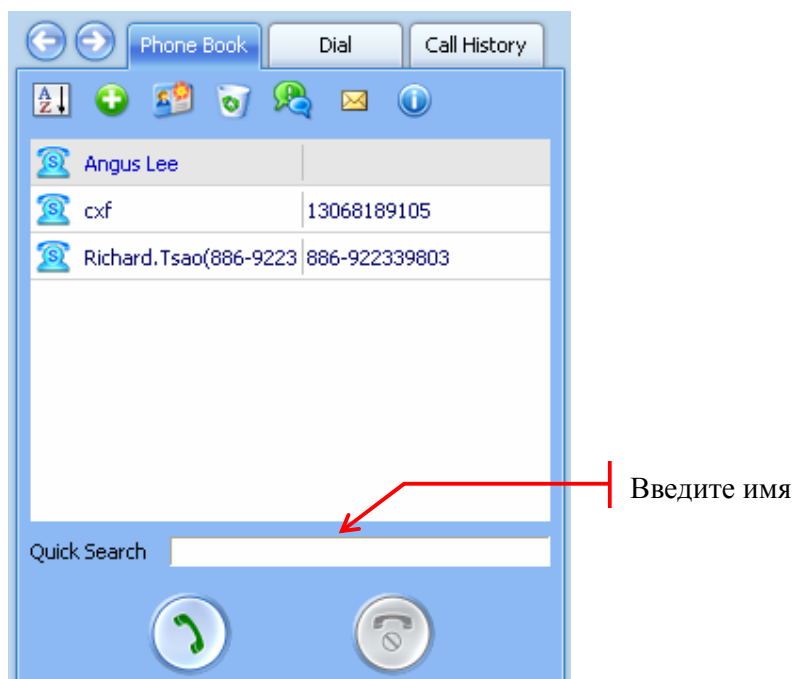 Phone Book Dial Call History
Angus Lee
cxf 13068189105
Richard.Tsao(886-9223 886-922339803
Введите имя
Quick Search